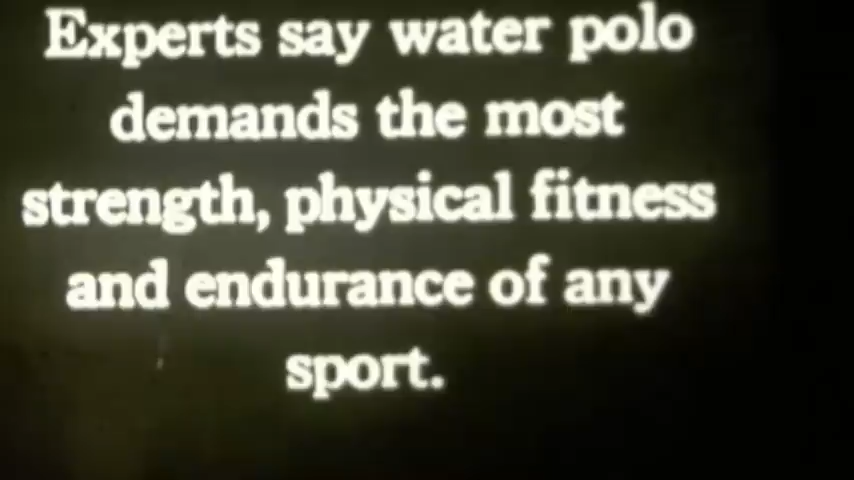 Experts say water polo
demands the most
strength, physical fitness
and endurance of any
sport.